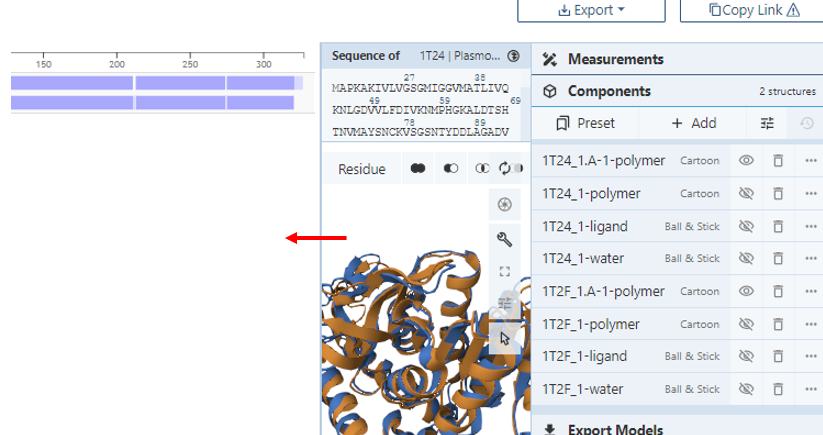 Export
Copy Link
150 200 250 300
Sequence of 1T24 | Plasmo...
27 38
MAPKAKIVLVGSGMIGGVMATLIVQ
49 59 69
KNLGDVVLFDIVKNMPHGKALDTSH
78 89
TNVMAYSNCKVSGSNTYDDLAGADV
Residue
Measurements
Components 2 structures
Preset + Add
1T24_1.A-1-polymer Cartoon
1T24_1-polymer Cartoon
1T24_1-ligand Ball & Stick
1T24_1-water Ball & Stick
1T2F_1.A-1-polymer Cartoon
1T2F_1-polymer Cartoon
1T2F_1-ligand Ball & Stick
1T2F_1-water Ball & Stick
Export Models